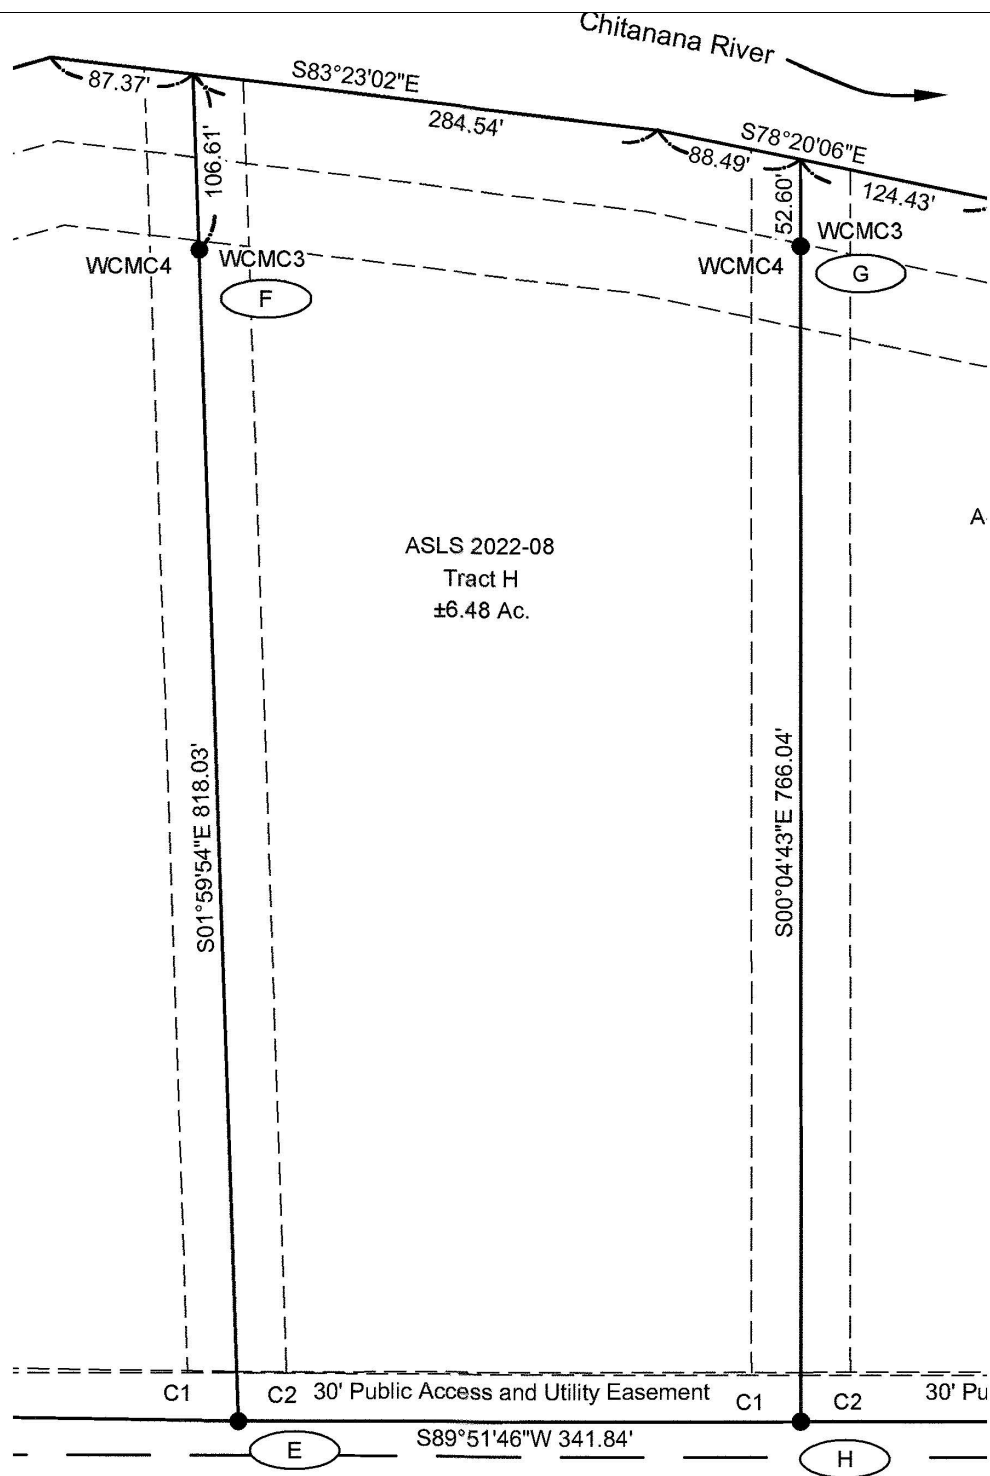 Chitanana River
87.37'
S83°23'02"E
284.54'
S78°20'06"E
88.49'
124.43'
106.61'
52.60'
WCMC4
WCMC3
F
WCMC4
WCMC3
G
A
ASLS 2022-08
Tract H
±6.48 Ac.
S01°59'54"E 818.03'
S00°04'43"E 766.04'
C1
C2
30' Public Access and Utility Easement
C1
C2
30' Pu
S89°51'46"W 341.84'
E
H